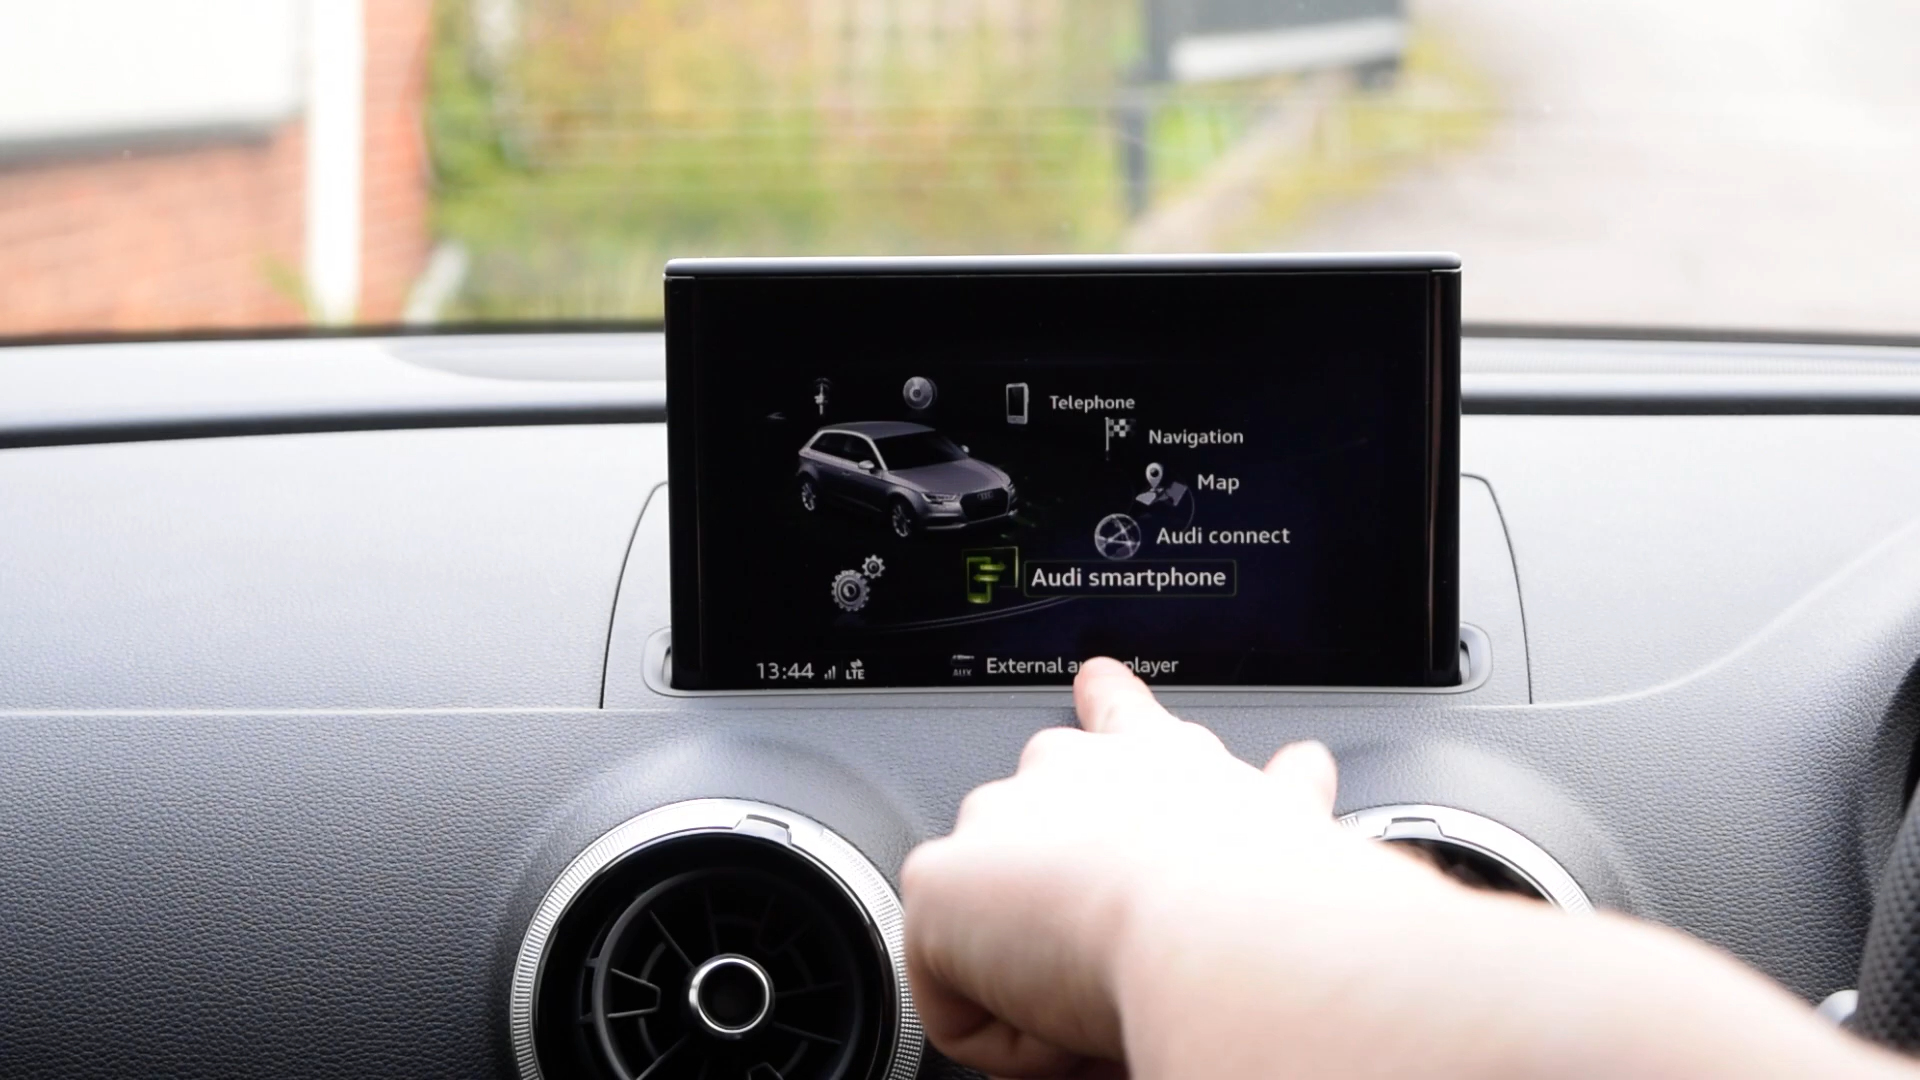 Telephone
Navigation
Map
Audi connect
Audi smartphone
13:44 LTE
AUX External player